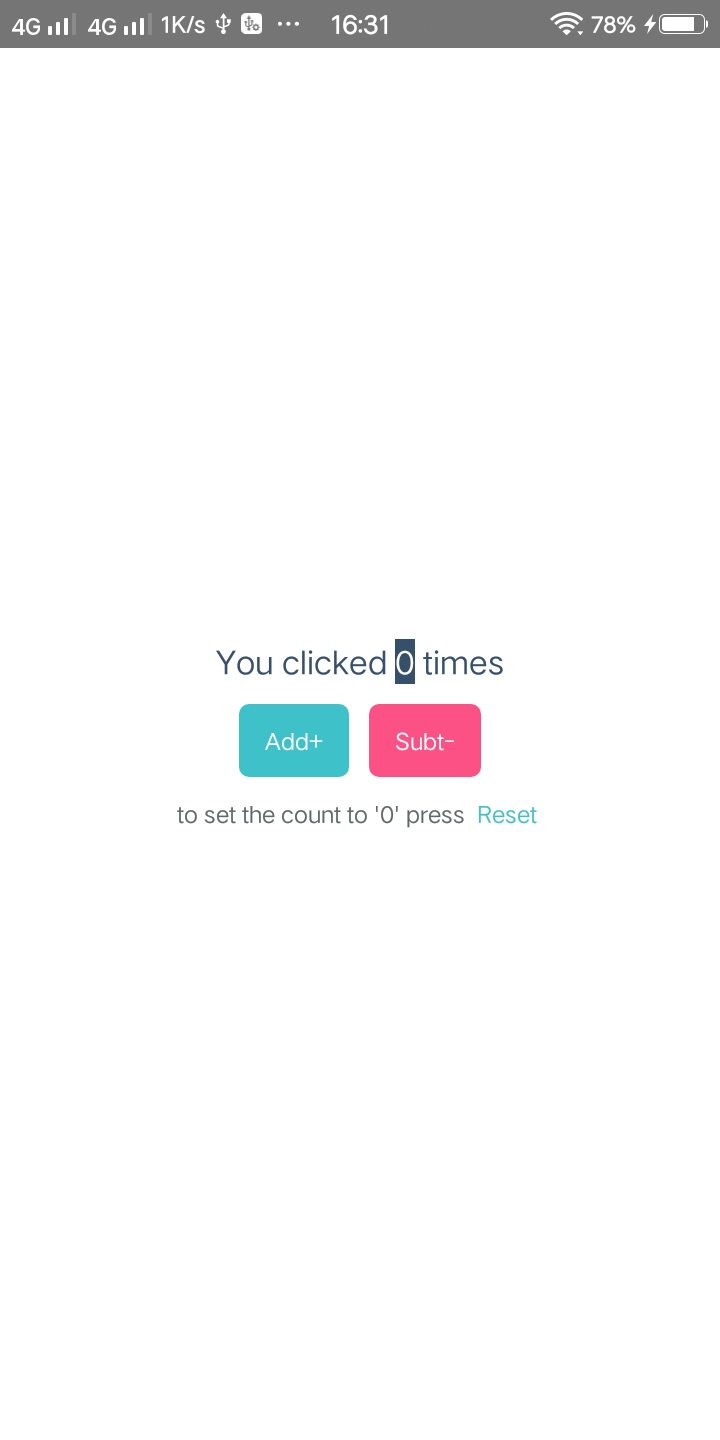 4G 4G 1K/s ... 16:31 78%
You clicked 0 times
Add+ Subt-
to set the count to '0' press Reset